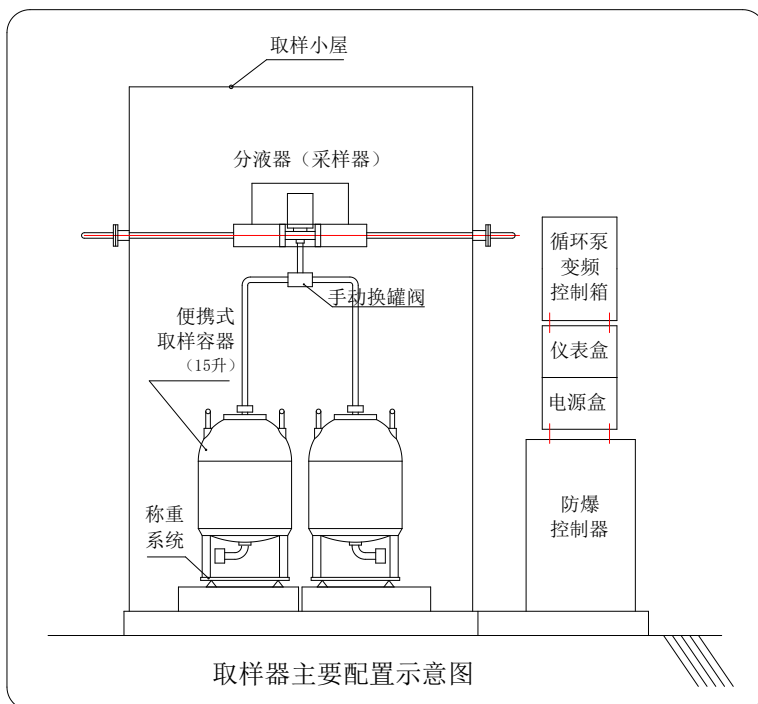 取样小屋
分液器（采样器）
手动换罐阀
便携式
取样容器
（15升）
称重
系统
循环泵
变频
控制箱
仪表盒
电源盒
防爆
控制器
取样器主要配置示意图